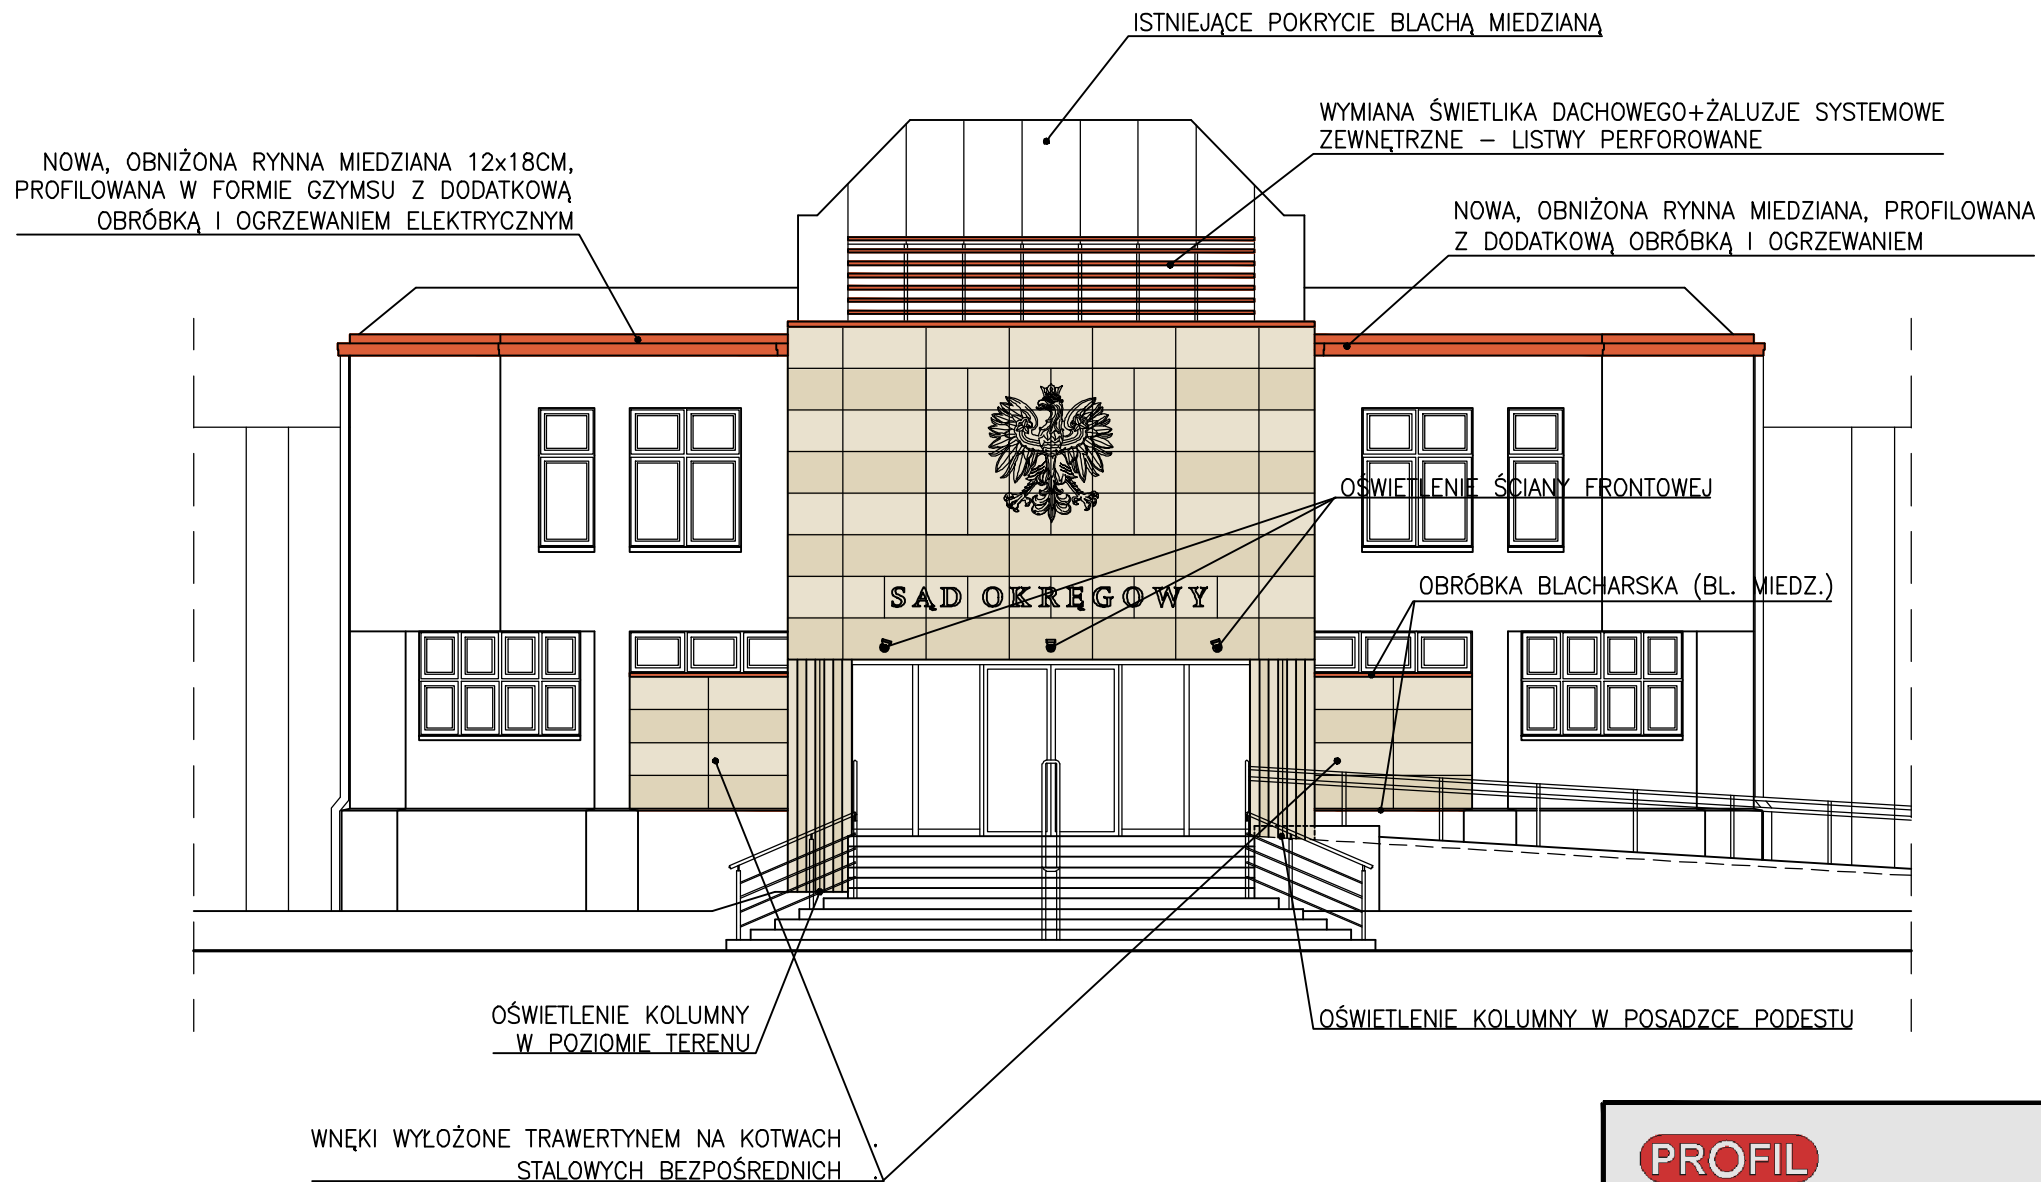 ISTNIEJĄCE POKRYCIE BLACHĄ MIEDZIANĄ
WYMIANA ŚWIETLIKA DACHOWEGO+ŻALUZJE SYSTEMOWE
ZEWNĘTRZNE – LISTWY PERFOROWANE
NOWA, OBNIŻONA RYNNA MIEDZIANA 12x18CM,
PROFILOWANA W FORMIE GZYMSU Z DODATKOWĄ
OBRÓBKĄ I OGRZEWANIEM ELEKTRYCZNYM
NOWA, OBNIŻONA RYNNA MIEDZIANA, PROFILOWANA
Z DODATKOWĄ OBRÓBKĄ I OGRZEWANIEM
OŚWIETLENIE ŚCIANY FRONTOWEJ
OBRÓBKA BLACHARSKA (BL. MIEDZ.)
SĄD OKRĘGOWY
OŚWIETLENIE KOLUMNY
W POZIOMIE TERENU
OŚWIETLENIE KOLUMNY W POSADZCE PODESTU
WNĘKI WYŁOŻONE TRAWERTYNEM NA KOTWACH .
STALOWYCH BEZPOŚREDNICH .
PROFIL